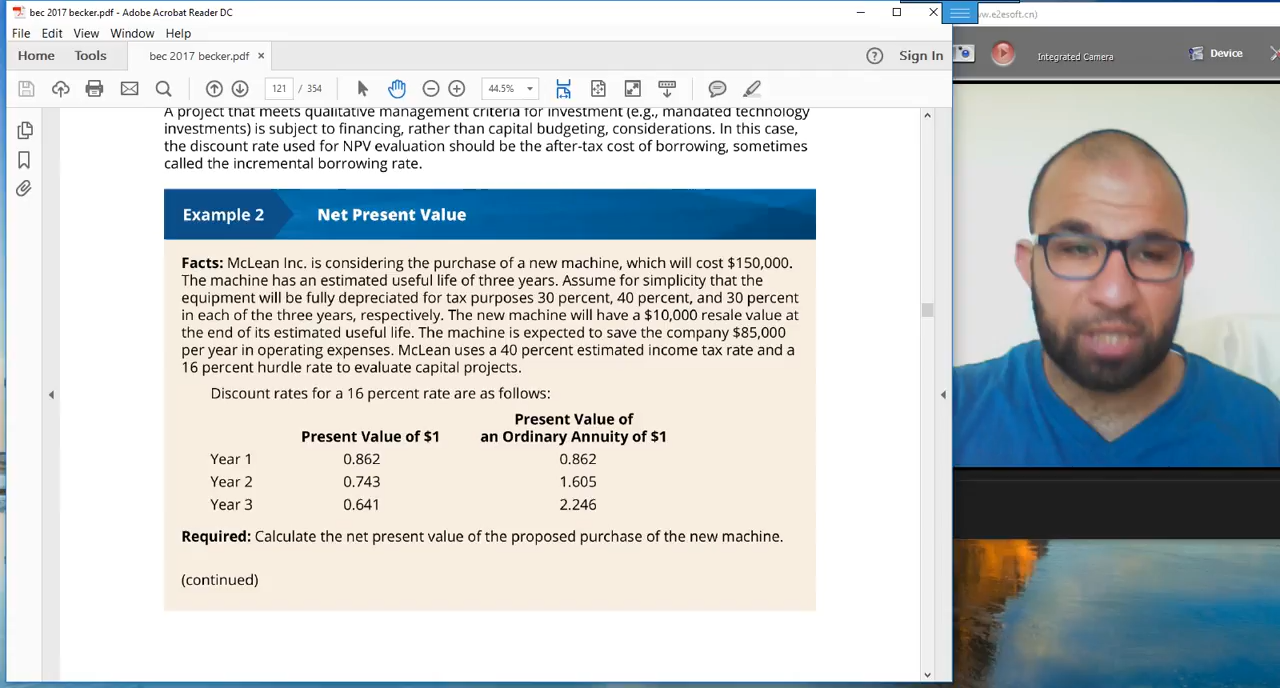 bec 2017 becker.pdf - Adobe Acrobat Reader DC
File Edit View Window Help
Home Tools bec 2017 becker.pdf × Sign In
121 / 354 44.5%
Integrated Camera Device
A project that meets qualitative management criteria for investment (e.g., mandated technology
investments) is subject to financing, rather than capital budgeting, considerations. In this case,
the discount rate used for NPV evaluation should be the after-tax cost of borrowing, sometimes
called the incremental borrowing rate.
Example 2 Net Present Value
Facts: McLean Inc. is considering the purchase of a new machine, which will cost $150,000.
The machine has an estimated useful life of three years. Assume for simplicity that the
equipment will be fully depreciated for tax purposes 30 percent, 40 percent, and 30 percent
in each of the three years, respectively. The new machine will have a $10,000 resale value at
the end of its estimated useful life. The machine is expected to save the company $85,000
per year in operating expenses. McLean uses a 40 percent estimated income tax rate and a
16 percent hurdle rate to evaluate capital projects.
Discount rates for a 16 percent rate are as follows:
Present Value of
Present Value of $1 an Ordinary Annuity of $1
Year 1 0.862 0.862
Year 2 0.743 1.605
Year 3 0.641 2.246
Required: Calculate the net present value of the proposed purchase of the new machine.
(continued)